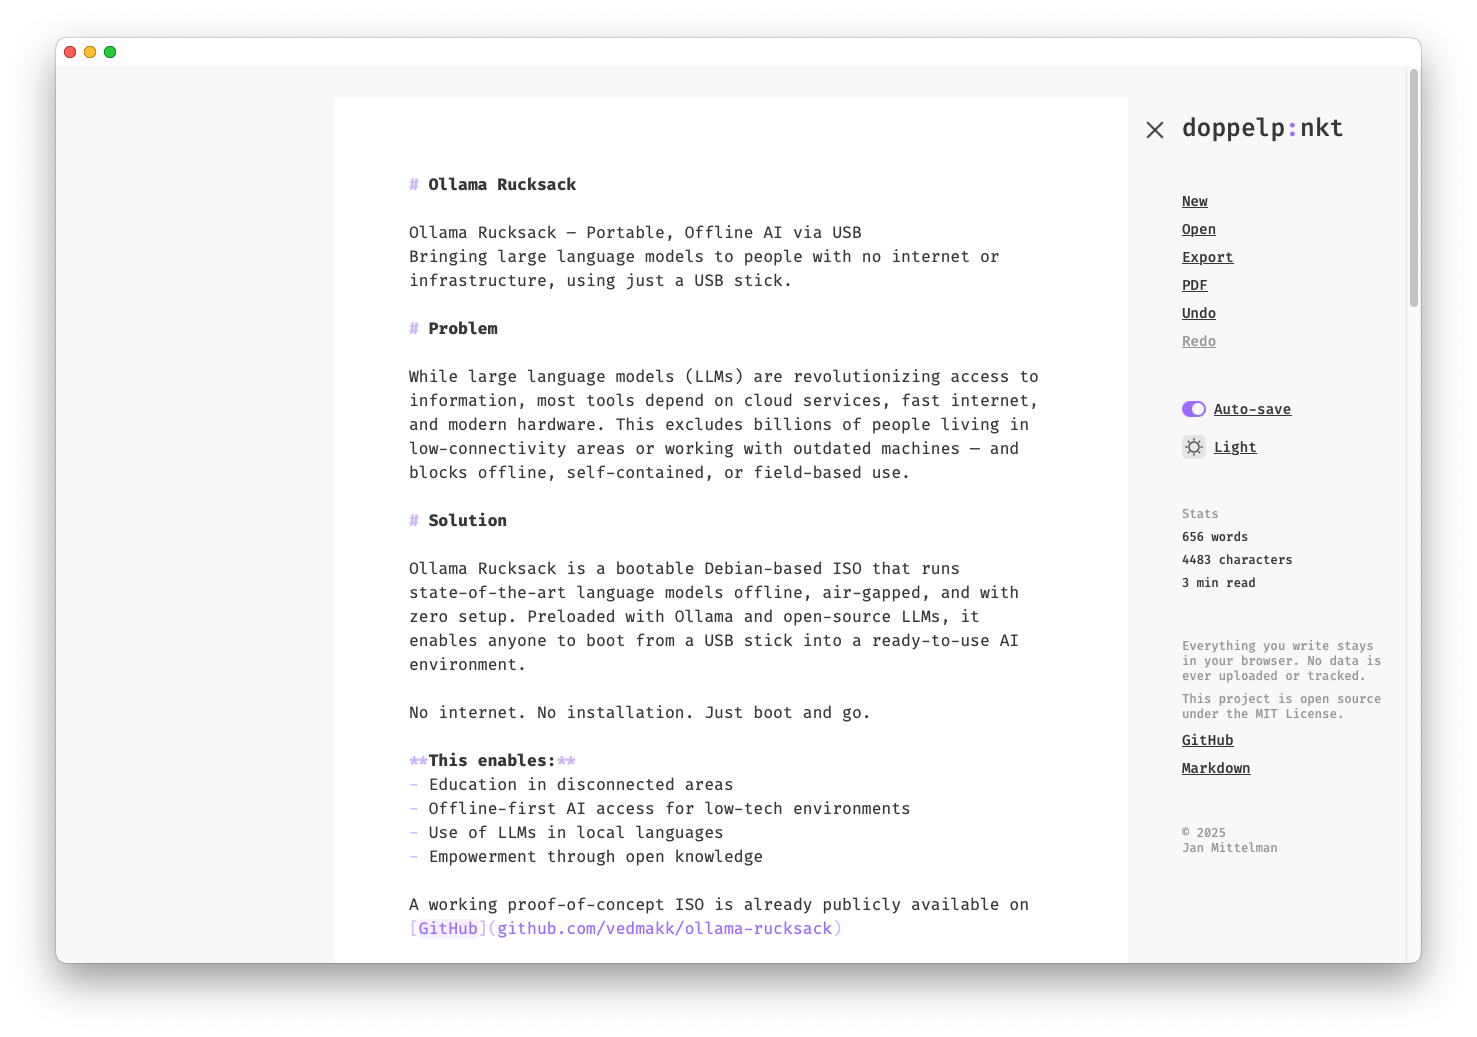 # Ollama Rucksack
Ollama Rucksack — Portable, Offline AI via USB
Bringing large language models to people with no internet or
infrastructure, using just a USB stick.
# Problem
While large language models (LLMs) are revolutionizing access to
information, most tools depend on cloud services, fast internet,
and modern hardware. This excludes billions of people living in
low-connectivity areas or working with outdated machines — and
blocks offline, self-contained, or field-based use.
# Solution
Ollama Rucksack is a bootable Debian-based ISO that runs
state-of-the-art language models offline, air-gapped, and with
zero setup. Preloaded with Ollama and open-source LLMs, it
enables anyone to boot from a USB stick into a ready-to-use AI
environment.
No internet. No installation. Just boot and go.
**This enables:**
- Education in disconnected areas
- Offline-first AI access for low-tech environments
- Use of LLMs in local languages
- Empowerment through open knowledge
A working proof-of-concept ISO is already publicly available on
[GitHub](github.com/vedmakk/ollama-rucksack)
doppelp:nkt
New
Open
Export
PDF
Undo
Redo
Auto-save
Light
Stats
656 words
4483 characters
3 min read
Everything you write stays
in your browser. No data is
ever uploaded or tracked.
This project is open source
under the MIT License.
GitHub
Markdown
© 2025
Jan Mittelman